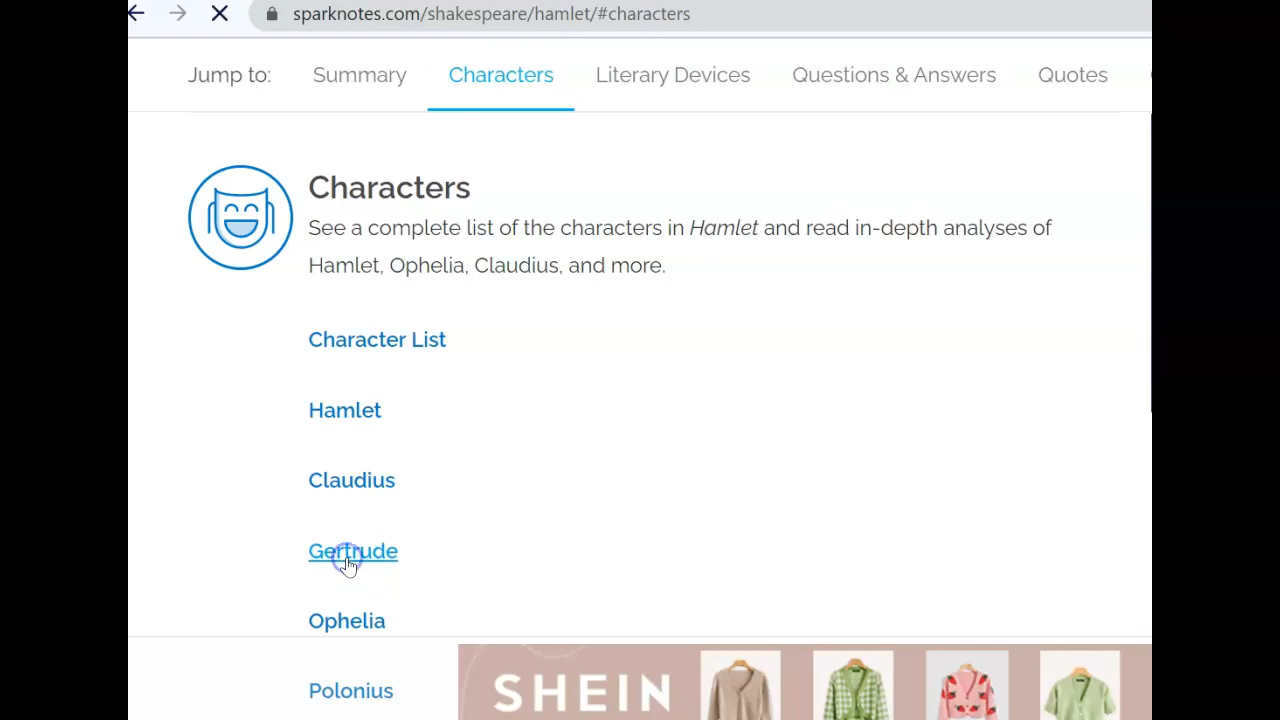 sparknotes.com/shakespeare/hamlet/#characters
Jump to: Summary Characters Literary Devices Questions & Answers Quotes
Characters
See a complete list of the characters in Hamlet and read in-depth analyses of
Hamlet, Ophelia, Claudius, and more.
Character List
Hamlet
Claudius
Gertrude
Ophelia
Polonius
SHEIN